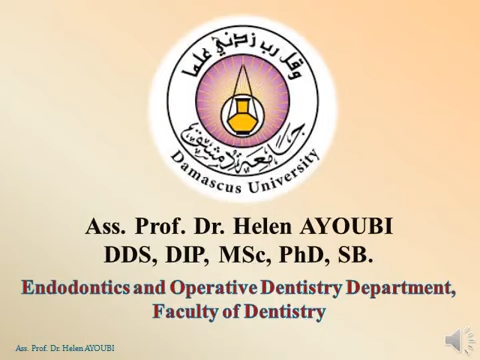 وقل رب زدني علما
جامعة دمشق
Damascus University
Ass. Prof. Dr. Helen AYOUBI
DDS, DIP, MSc, PhD, SB.
Endodontics and Operative Dentistry Department,
Faculty of Dentistry
Ass. Prof. Dr. Helen AYOUBI